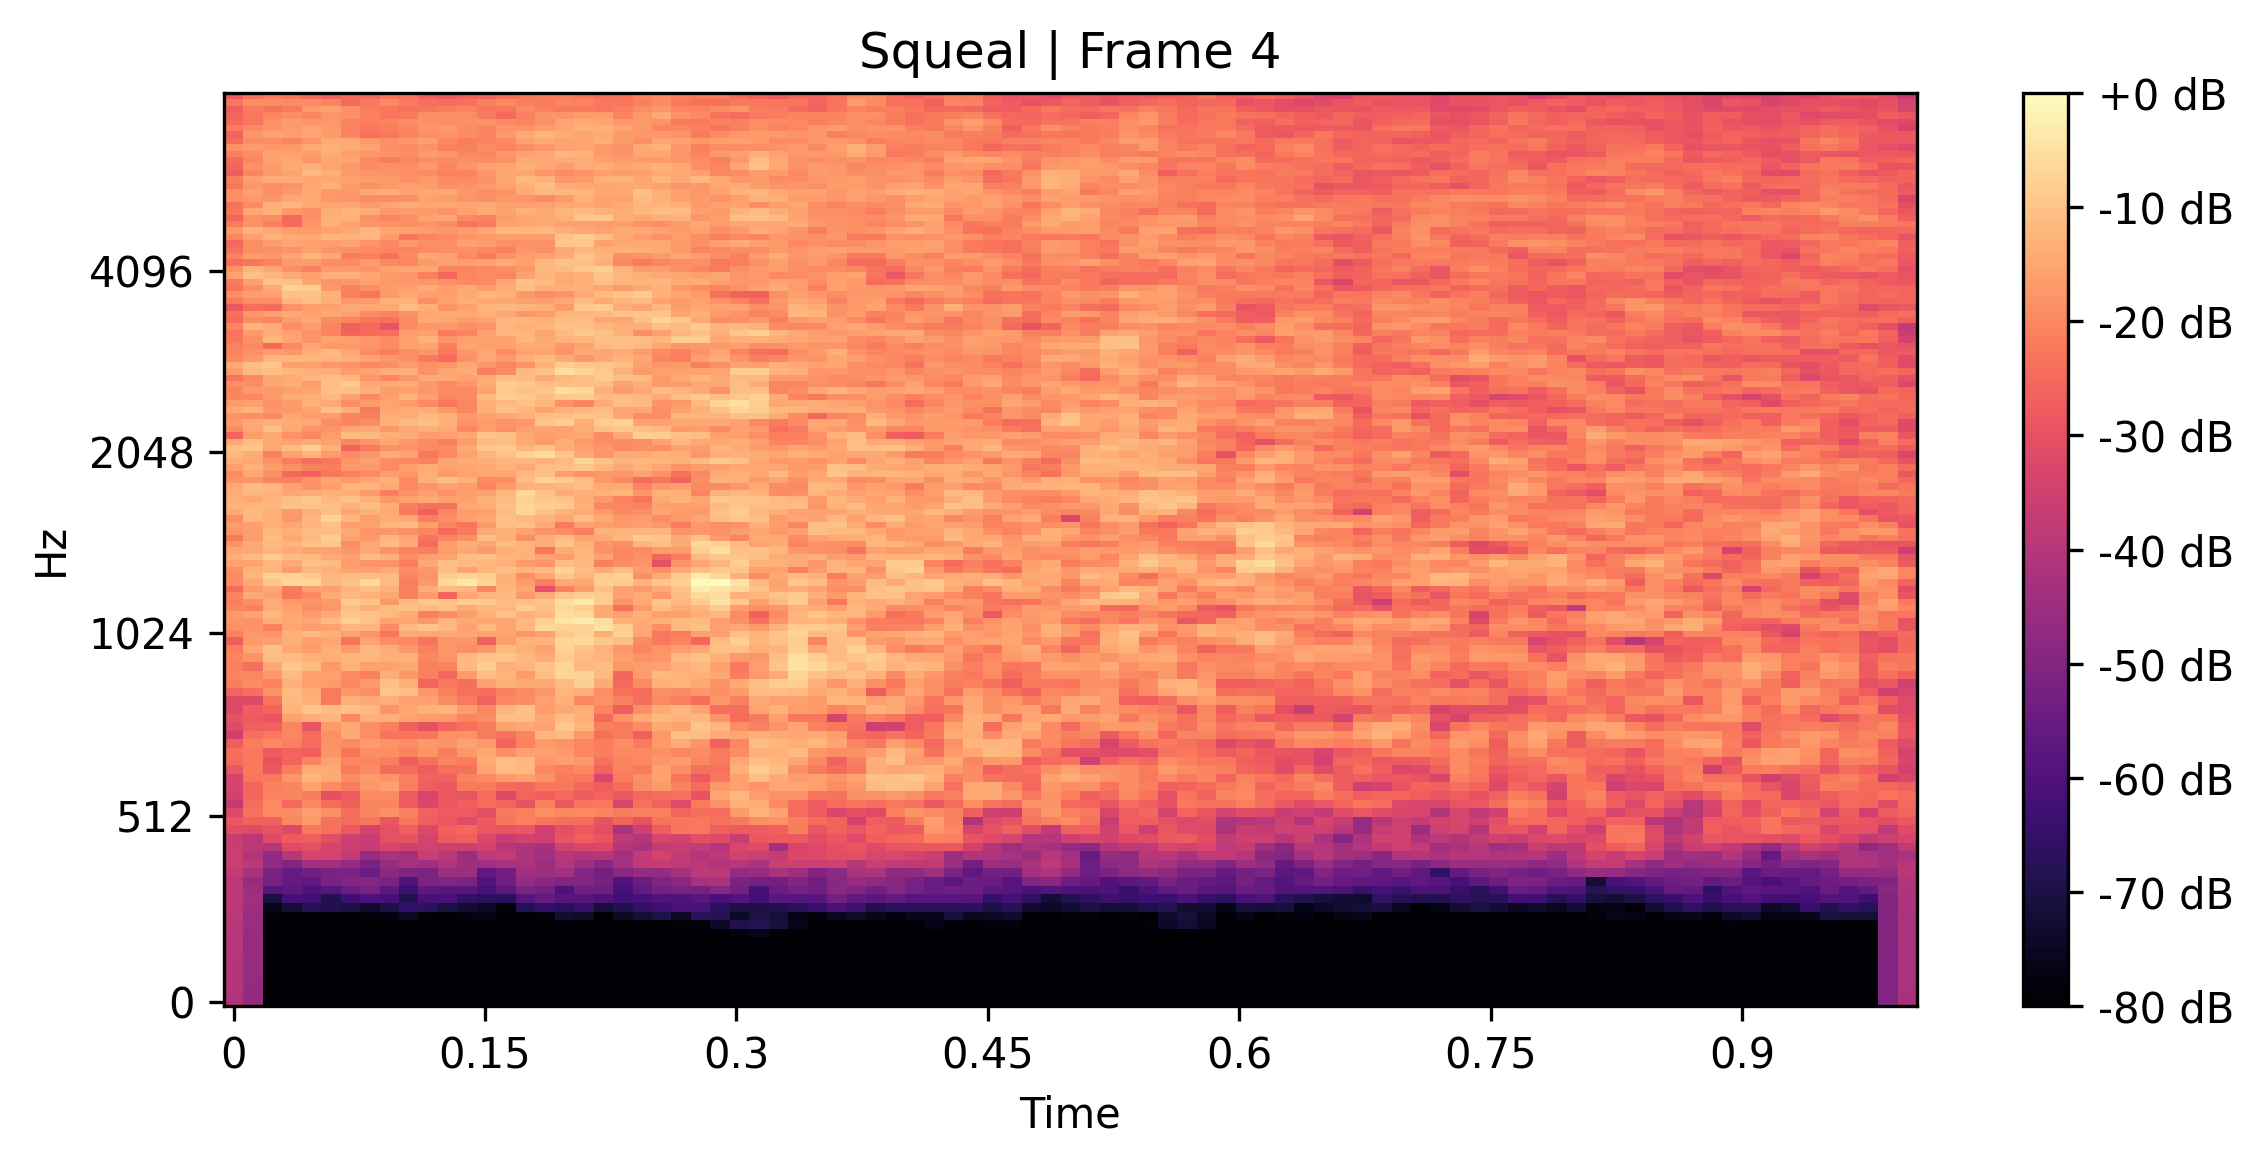 Squeal | Frame 4
Hz
4096
2048
1024
512
0
0 0.15 0.3 0.45 0.6 0.75 0.9
Time
+0 dB
-10 dB
-20 dB
-30 dB
-40 dB
-50 dB
-60 dB
-70 dB
-80 dB